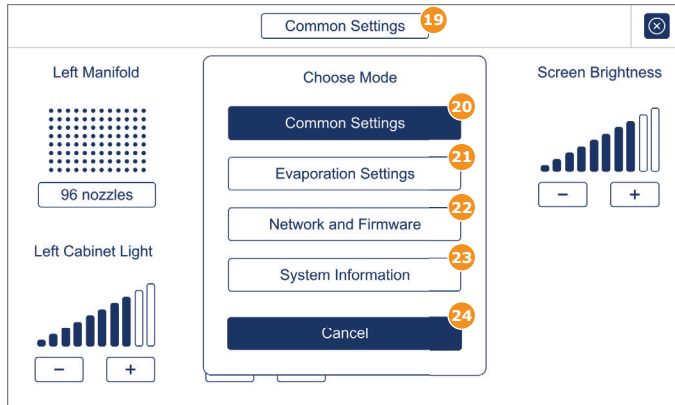 Common Settings 19
Left Manifold
Choose Mode
Screen Brightness
20
Common Settings
21
Evaporation Settings
96 nozzles
− +
22
Network and Firmware
Left Cabinet Light
23
System Information
24
Cancel
− +